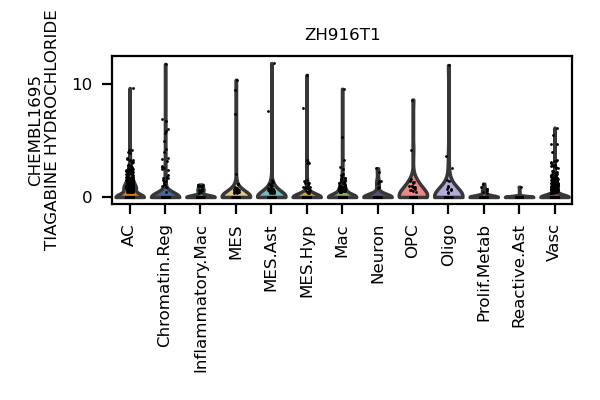 ZH916T1
CHEMBL1695
TIAGABINE HYDROCHLORIDE
10
0
AC
Chromatin.Reg
Inflammatory.Mac
MES
MES.Ast
MES.Hyp
Mac
Neuron
OPC
Oligo
Prolif.Metab
Reactive.Ast
Vasc